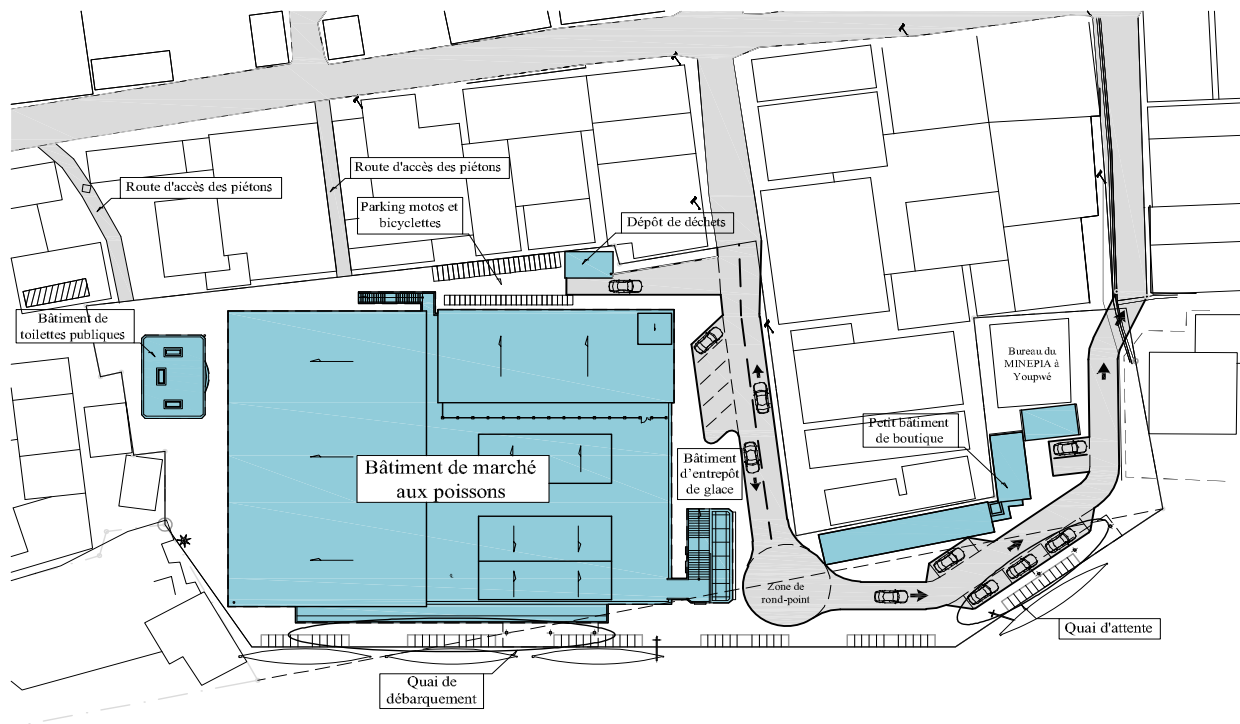 Route d'accès des piétons
Route d'accès des piétons
Parking motos et
bicyclettes
Dépôt de déchets
Bâtiment de
toilettes publiques
Bureau du
MINEPIA à
Youpwé
Petit bâtiment
de boutique
Bâtiment de marché
aux poissons
Bâtiment
d’entrepôt
de glace
Zone de
rond-point
Quai d'attente
Quai de
débarquement